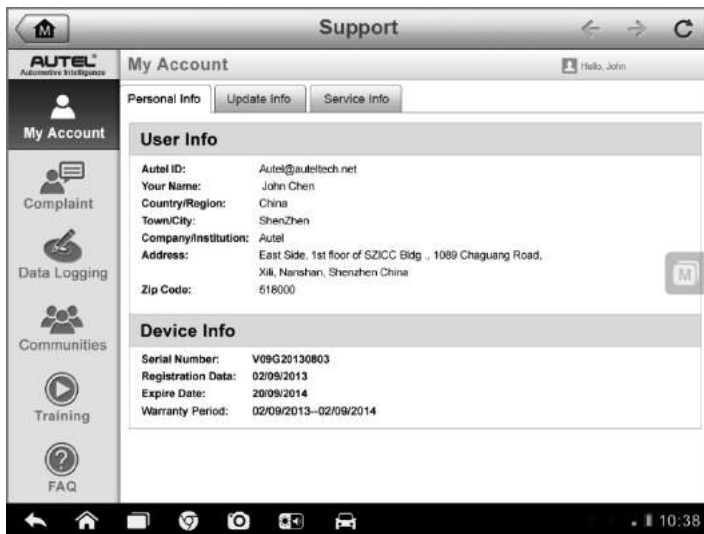 M
Support
AUTEL
Automotive Intelligence
My Account
Hello, John
Personal Info
Update Info
Service Info
My Account
User Info
Autel ID: Autel@auteltech.net
Your Name: John Chen
Country/Region: China
Town/City: ShenZhen
Company/Institution: Autel
Address: East Side, 1st floor of SZICC Bldg ., 1089 Chaguang Road,
Xili, Nanshan, Shenzhen China
Zip Code: 518000
Complaint
Data Logging
M
Device Info
Serial Number: V09G20130803
Registration Data: 02/09/2013
Expire Date: 20/09/2014
Warranty Period: 02/09/2013--02/09/2014
Communities
Training
FAQ
10:38